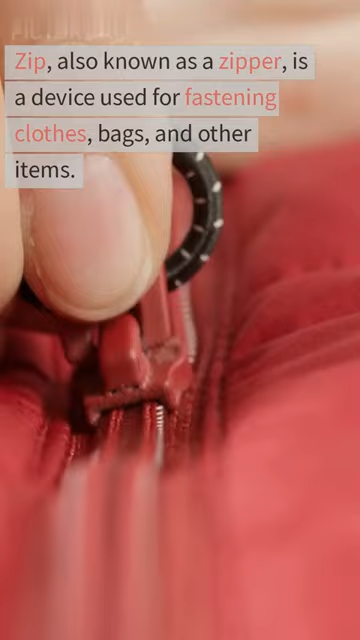 Zip, also known as a zipper, is
a device used for fastening
clothes, bags, and other
items.